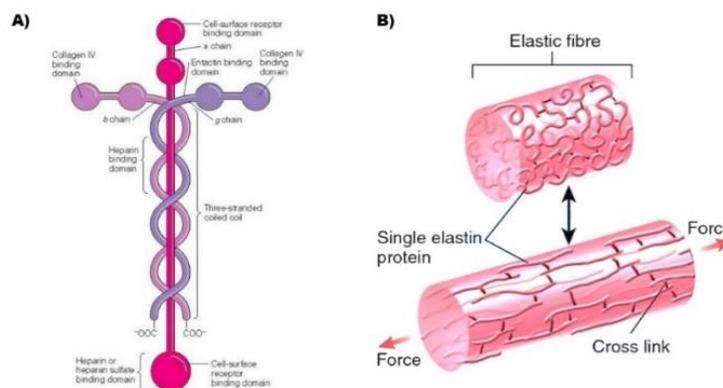 A)
Cell-surface receptor
binding domain
a chain
Collagen IV
binding
domain
Entactin binding
domain
Collagen IV
binding
domain
b-chain
g-chain
Heparin
binding
domain
Three-stranded
coiled coil
⁻OOC
COO⁻
Heparin or
heparan sulfate
binding domain
Cell-surface
receptor
binding domain
B)
Elastic fibre
Single elastin
protein
Force
Force
Cross link